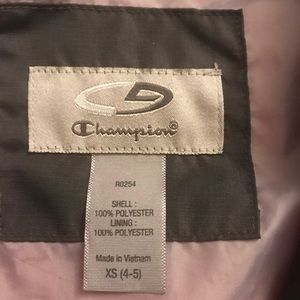 Champion®
R0254
SHELL :
100% POLYESTER
LINING :
100% POLYESTER
Made in Vietnam
XS (4-5)